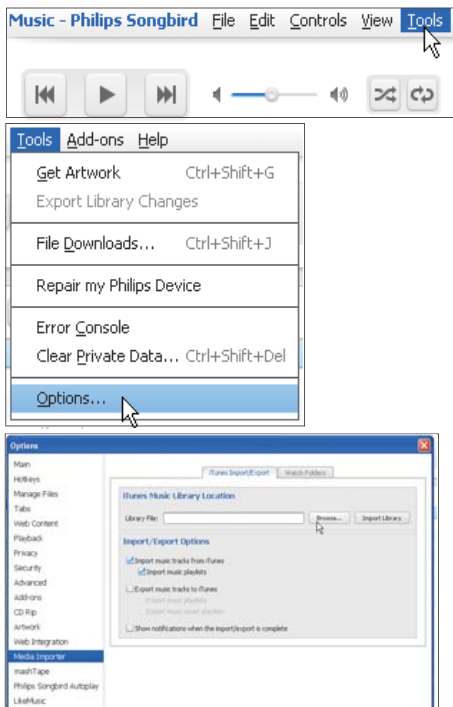 Music - Philips Songbird File Edit Controls View Tools
Tools Add-ons Help
Get Artwork Ctrl+Shift+G
Export Library Changes
File Downloads... Ctrl+Shift+J
Repair my Philips Device
Error Console
Clear Private Data... Ctrl+Shift+Del
Options...
Options
Main
Hotkeys
Manage Files
Tabs
Web Content
Playback
Privacy
Security
Advanced
Add-ons
CD Rip
Artwork
Web Integration
Media Importer
mashTape
Philips Songbird Autoplay
LikeMusic
iTunes Import/Export Watch Folders
iTunes Music Library Location
Library File: Browse... Import Library
Import/Export Options
Import music tracks from iTunes
Import music playlists
Export music tracks to iTunes
Export music playlists
Export smart music playlists
Show notifications when the import/export is complete